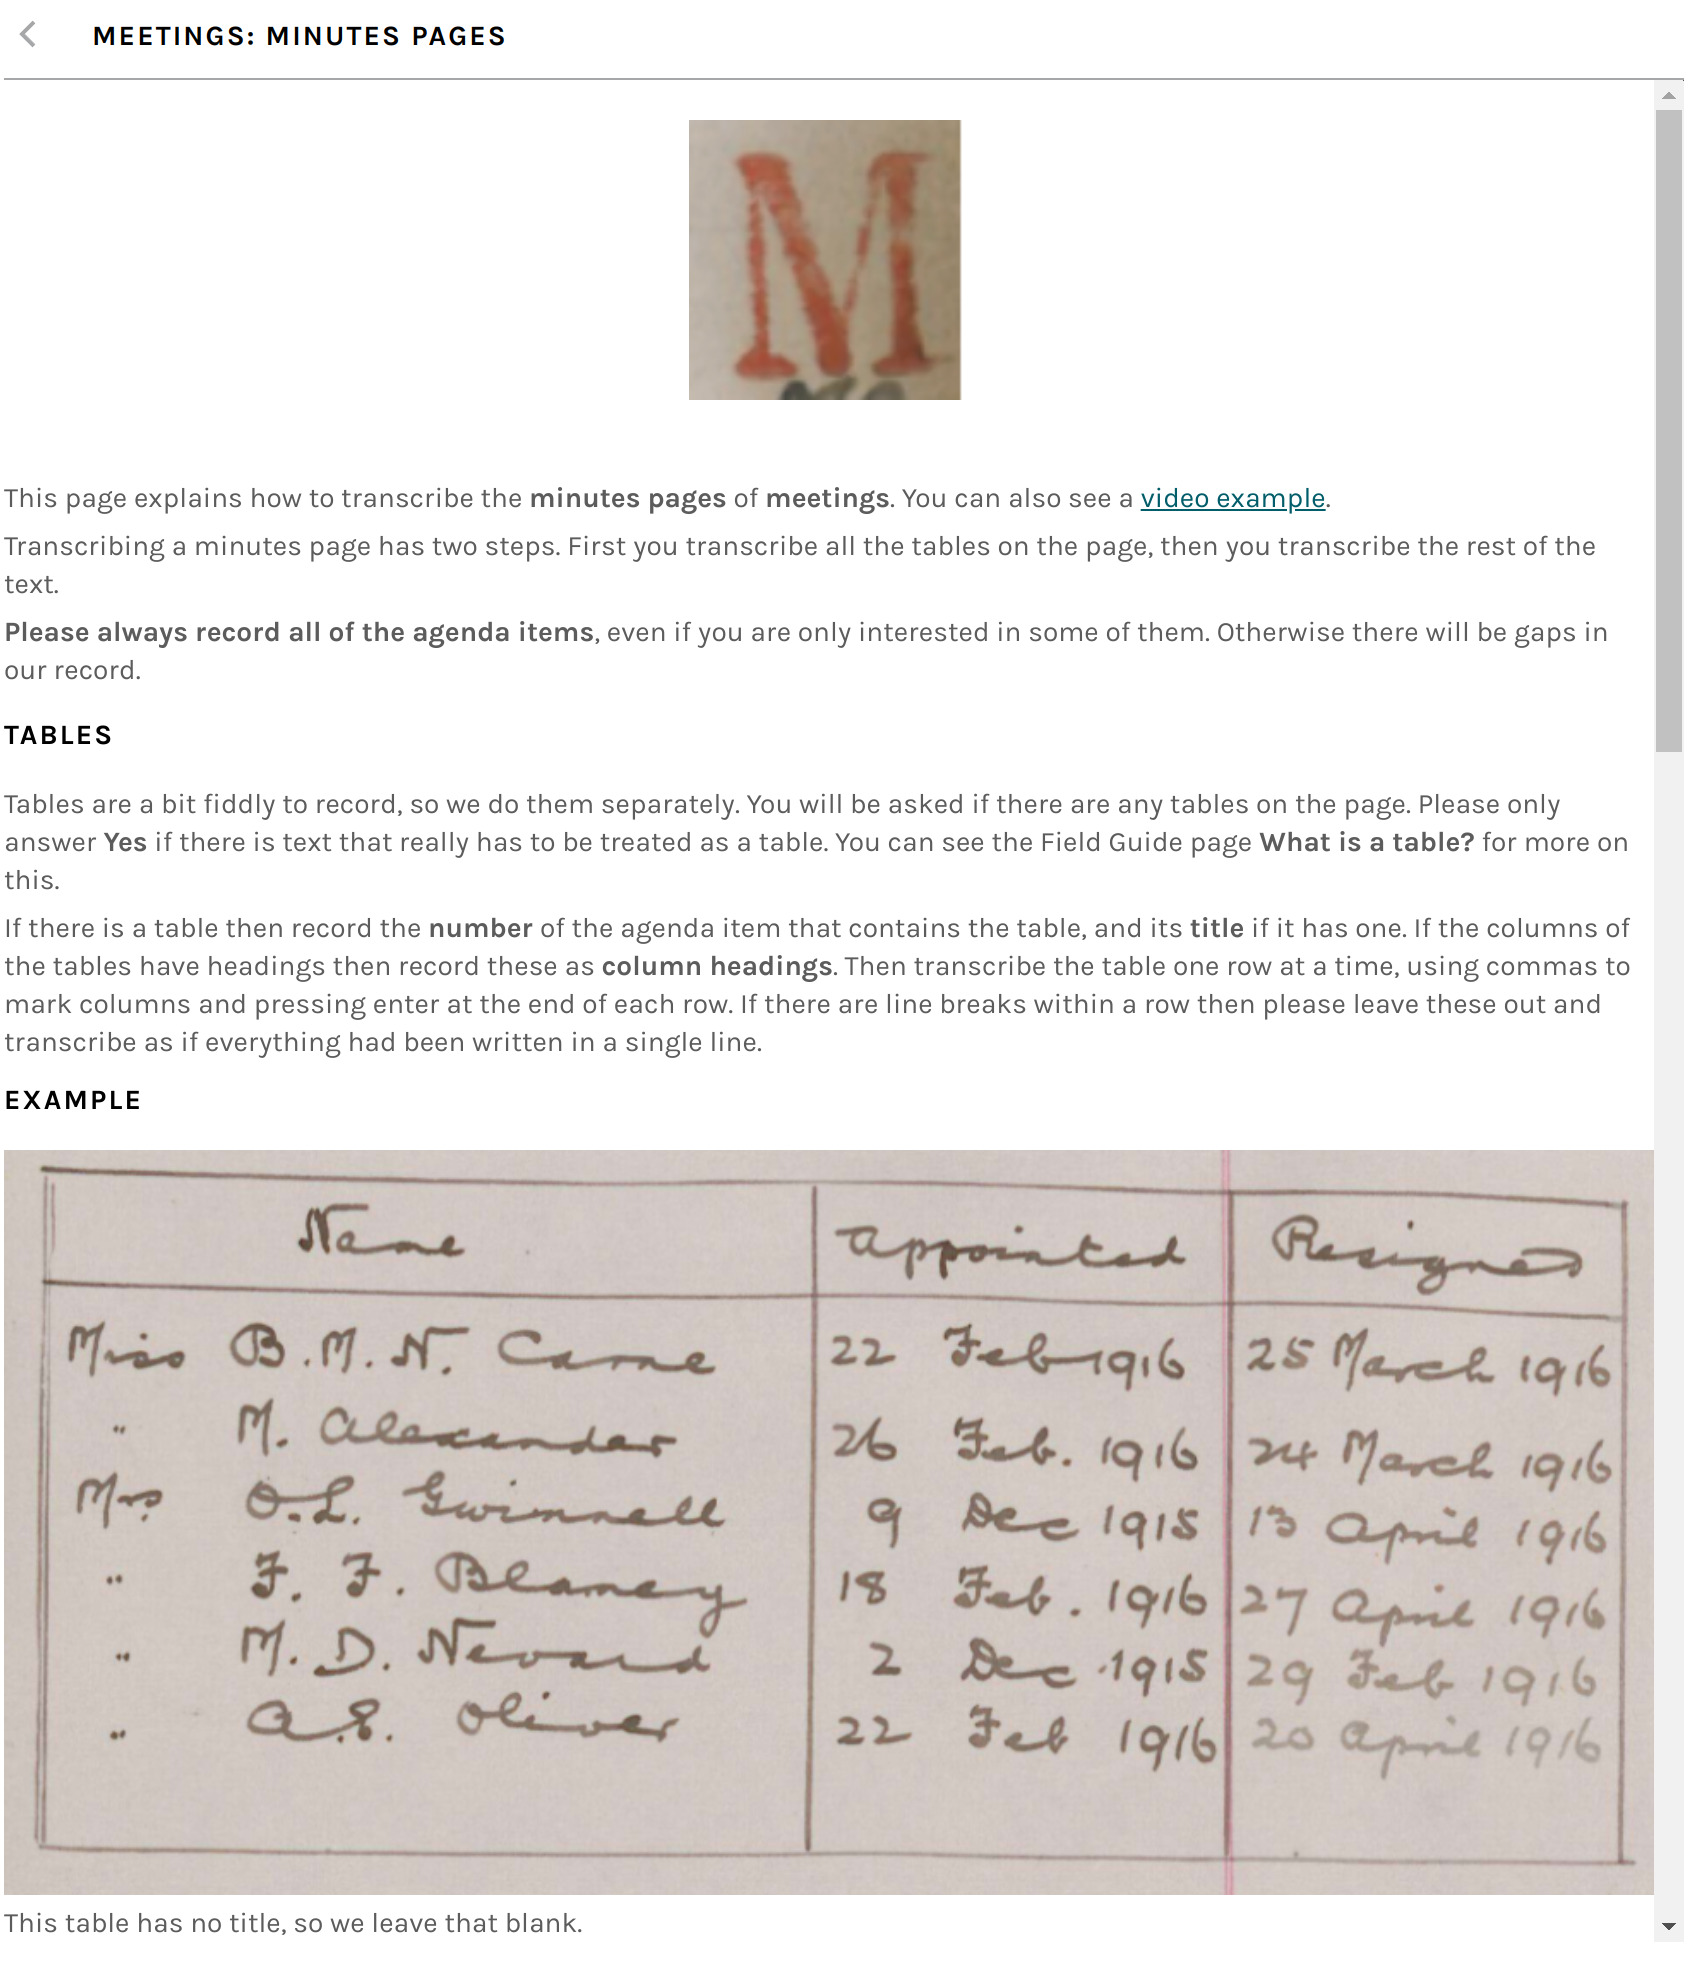 MEETINGS: MINUTES PAGES
M
This page explains how to transcribe the minutes pages of meetings. You can also see a video example.
Transcribing a minutes page has two steps. First you transcribe all the tables on the page, then you transcribe the rest of the
text.
Please always record all of the agenda items, even if you are only interested in some of them. Otherwise there will be gaps in
our record.
TABLES
Tables are a bit fiddly to record, so we do them separately. You will be asked if there are any tables on the page. Please only
answer Yes if there is text that really has to be treated as a table. You can see the Field Guide page What is a table? for more on
this.
If there is a table then record the number of the agenda item that contains the table, and its title if it has one. If the columns of
the tables have headings then record these as column headings. Then transcribe the table one row at a time, using commas to
mark columns and pressing enter at the end of each row. If there are line breaks within a row then please leave these out and
transcribe as if everything had been written in a single line.
EXAMPLE
Name Appointed Resigned
Miss B. M. N. Carne 22 Feb 1916 25 March 1916
" M. Alexander 26 Feb. 1916 24 March 1916
Mrs O.L. Gwinnell 9 Dec 1915 13 April 1916
" F. F. Blamey 18 Feb. 1916 27 April 1916
" M. D. Nevard 2 Dec 1915 29 Feb 1916
" A.E. Oliver 22 Feb 1916 20 April 1916
This table has no title, so we leave that blank.